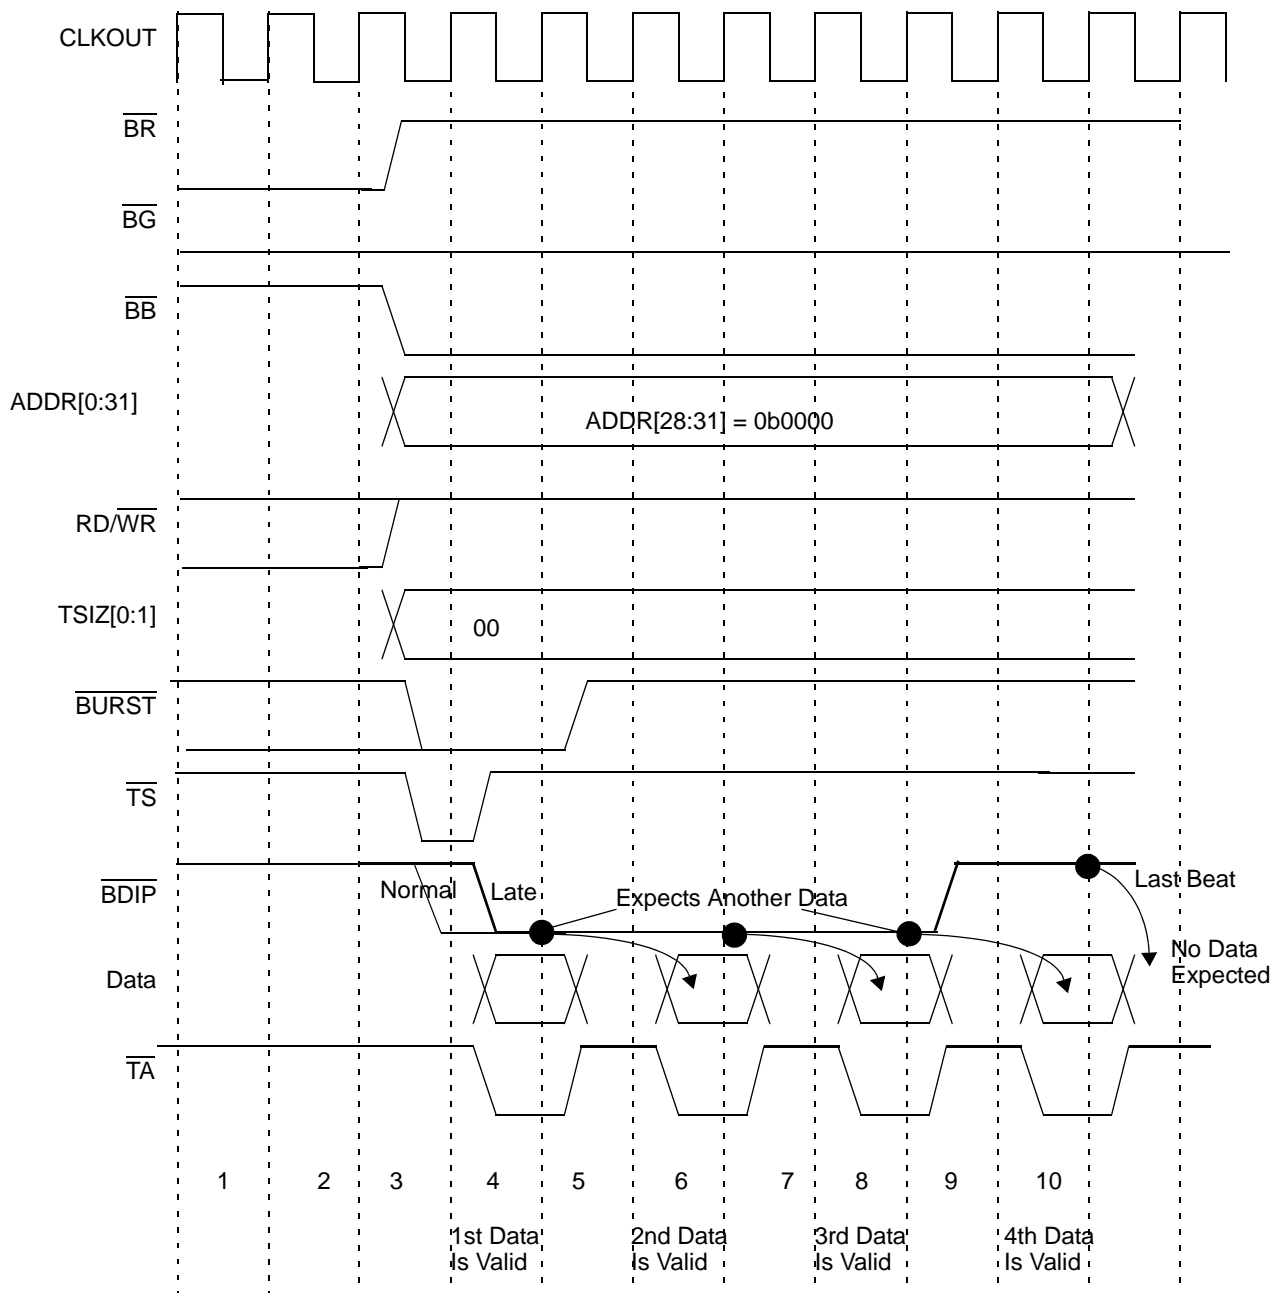 CLKOUT
BR
BG
BB
ADDR[0:31]
ADDR[28:31] = 0b0000
RD/WR
TSIZ[0:1]
00
BURST
TS
BDIP
Normal
Late
Expects Another Data
Last Beat
Data
No Data
Expected
TA
1 2 3 4 5 6 7 8 9 10
1st Data
Is Valid
2nd Data
Is Valid
3rd Data
Is Valid
4th Data
Is Valid